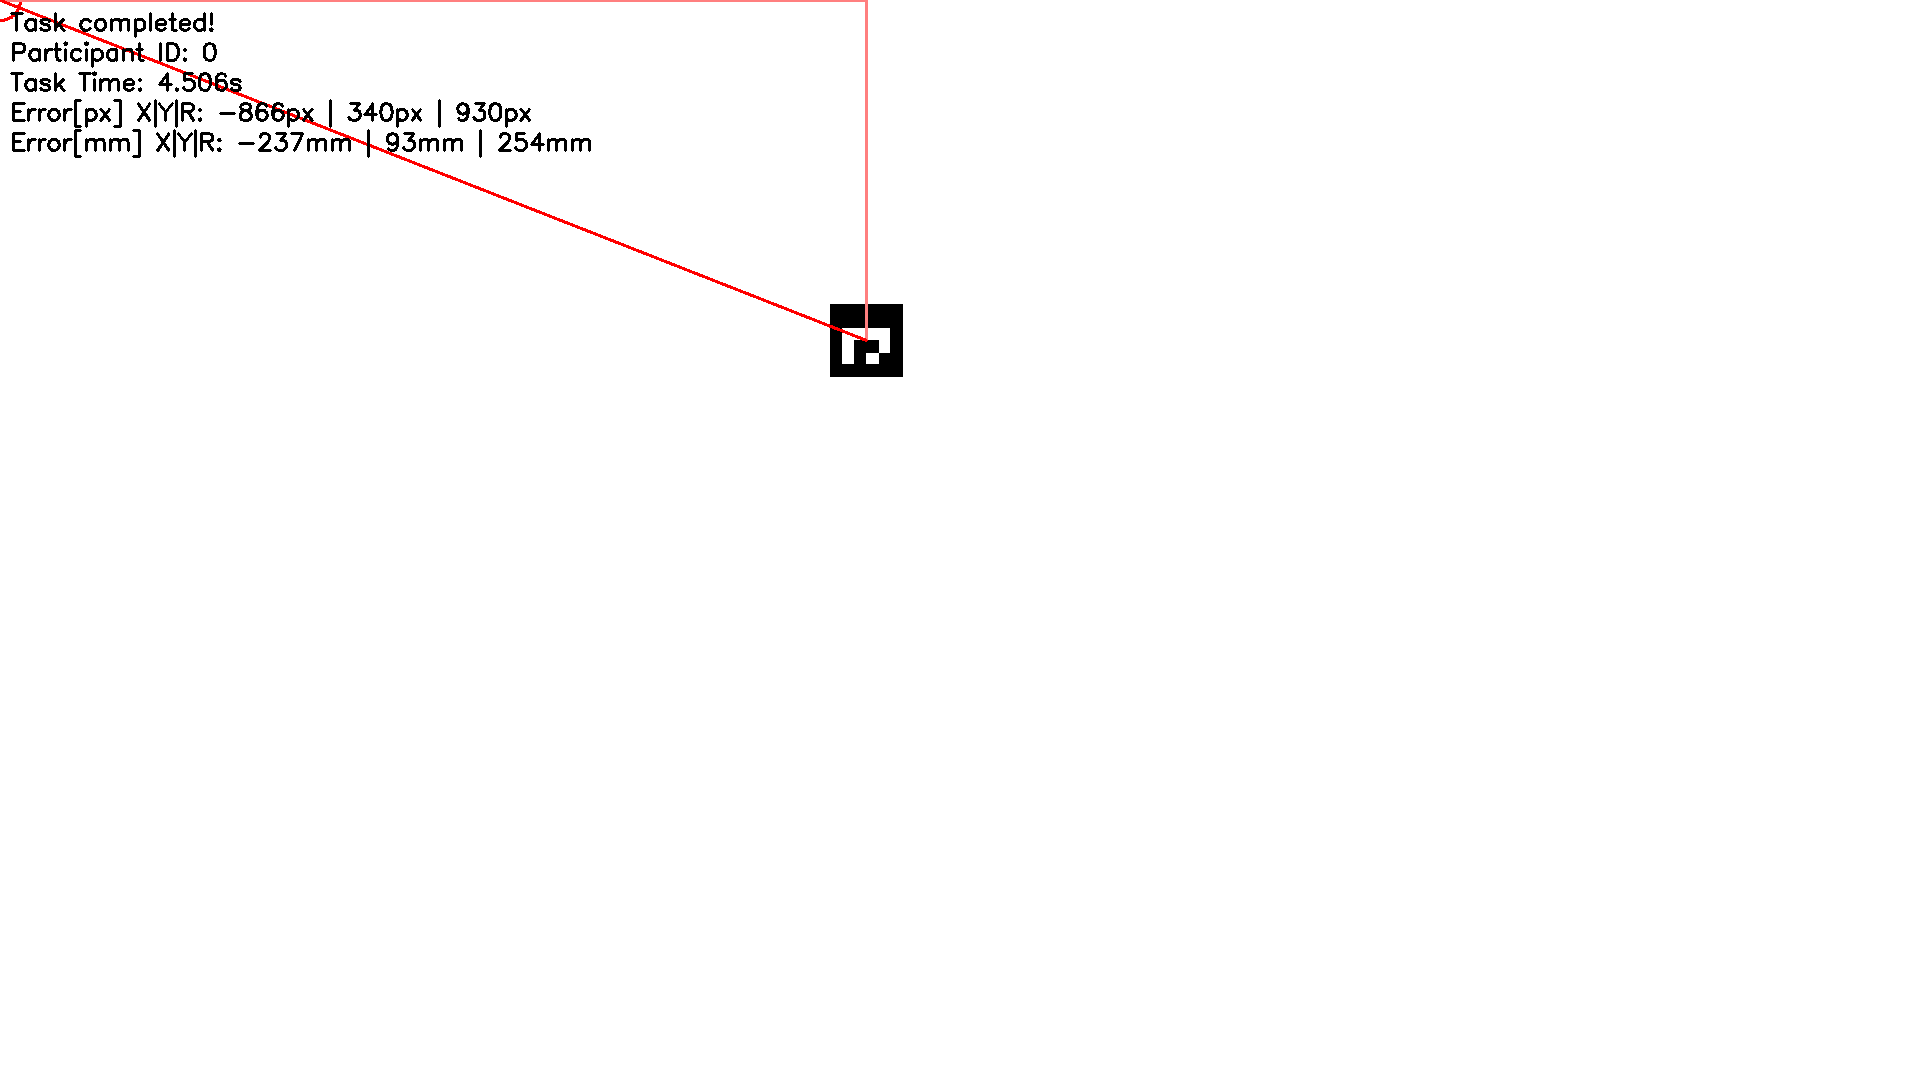 Task completed!
Participant ID: 0
Task Time: 4.506s
Error[px] X|Y|R: -866px | 340px | 930px
Error[mm] X|Y|R: -237mm | 93mm | 254mm